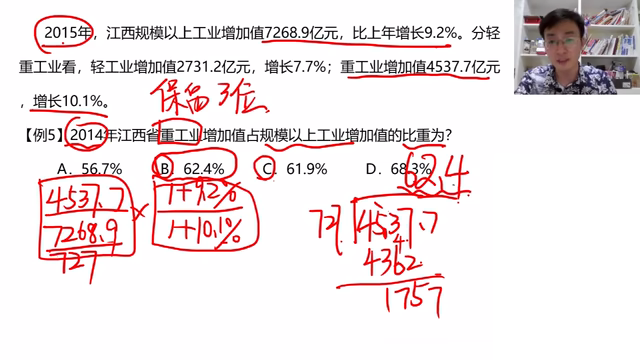 2015年，江西规模以上工业增加值7268.9亿元，比上年增长9.2%。分轻
重工业看，轻工业增加值2731.2亿元，增长7.7%；重工业增加值4537.7亿元
，增长10.1%。
保留3位
【例5】2014年江西省重工业增加值占规模以上工业增加值的比重为？
A．56.7% B．62.4% C．61.9% D．68.3%
62.4
4537.7
7268.9
727
×
1+9.2%
1+10.1%
727
4537.7
4
4362
1757